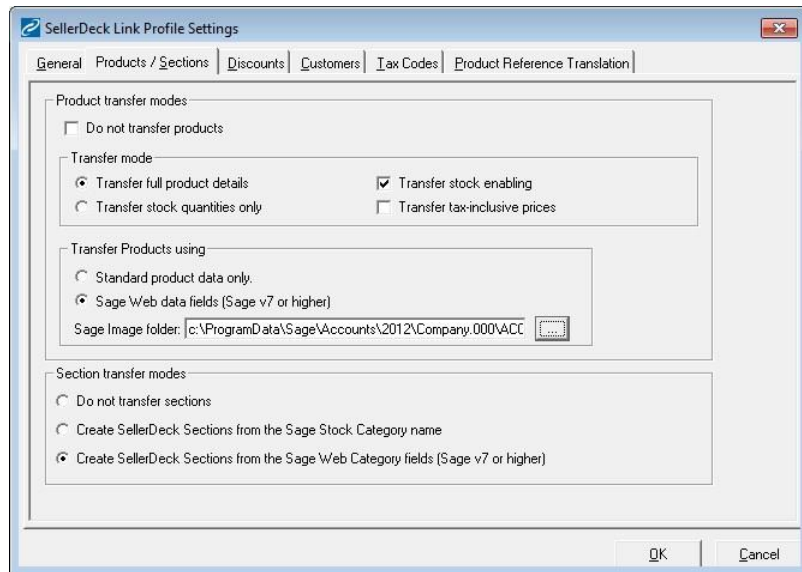 SellerDeck Link Profile Settings
General Products / Sections Discounts Customers Tax Codes Product Reference Translation
Product transfer modes
Do not transfer products
Transfer mode
Transfer full product details Transfer stock enabling
Transfer stock quantities only Transfer tax-inclusive prices
Transfer Products using
Standard product data only.
Sage Web data fields (Sage v7 or higher)
Sage Image folder: c:\ProgramData\Sage\Accounts\2012\Company.000\ACC ...
Section transfer modes
Do not transfer sections
Create SellerDeck Sections from the Sage Stock Category name
Create SellerDeck Sections from the Sage Web Category fields (Sage v7 or higher)
OK Cancel